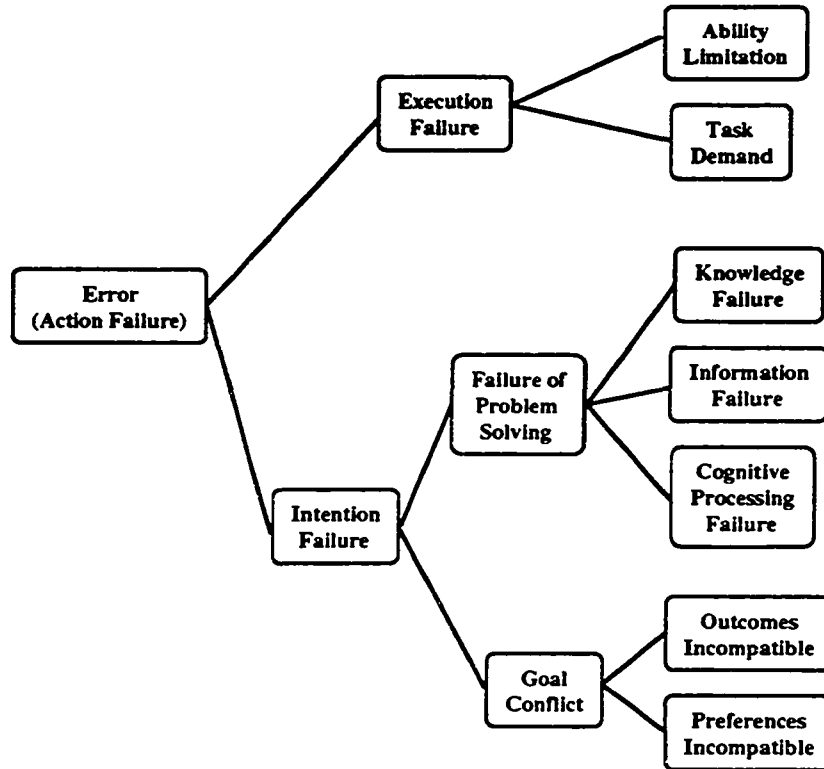 Ability
Limitation
Execution
Failure
Task
Demand
Error
(Action Failure)
Knowledge
Failure
Failure of
Problem
Solving
Information
Failure
Cognitive
Processing
Failure
Intention
Failure
Outcomes
Incompatible
Goal
Conflict
Preferences
Incompatible